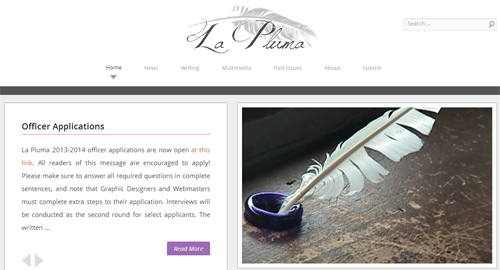 La Pluma
Search ...
Home News Writing Multimedia Past Issues About Submit
Officer Applications
La Pluma 2013-2014 officer applications are now open at this
link. All readers of this message are encouraged to apply!
Please make sure to answer all required questions in complete
sentences, and note that Graphic Designers and Webmasters
must complete extra steps to their application. Interviews will
be conducted as the second round for select applicants. The
written ...
Read More